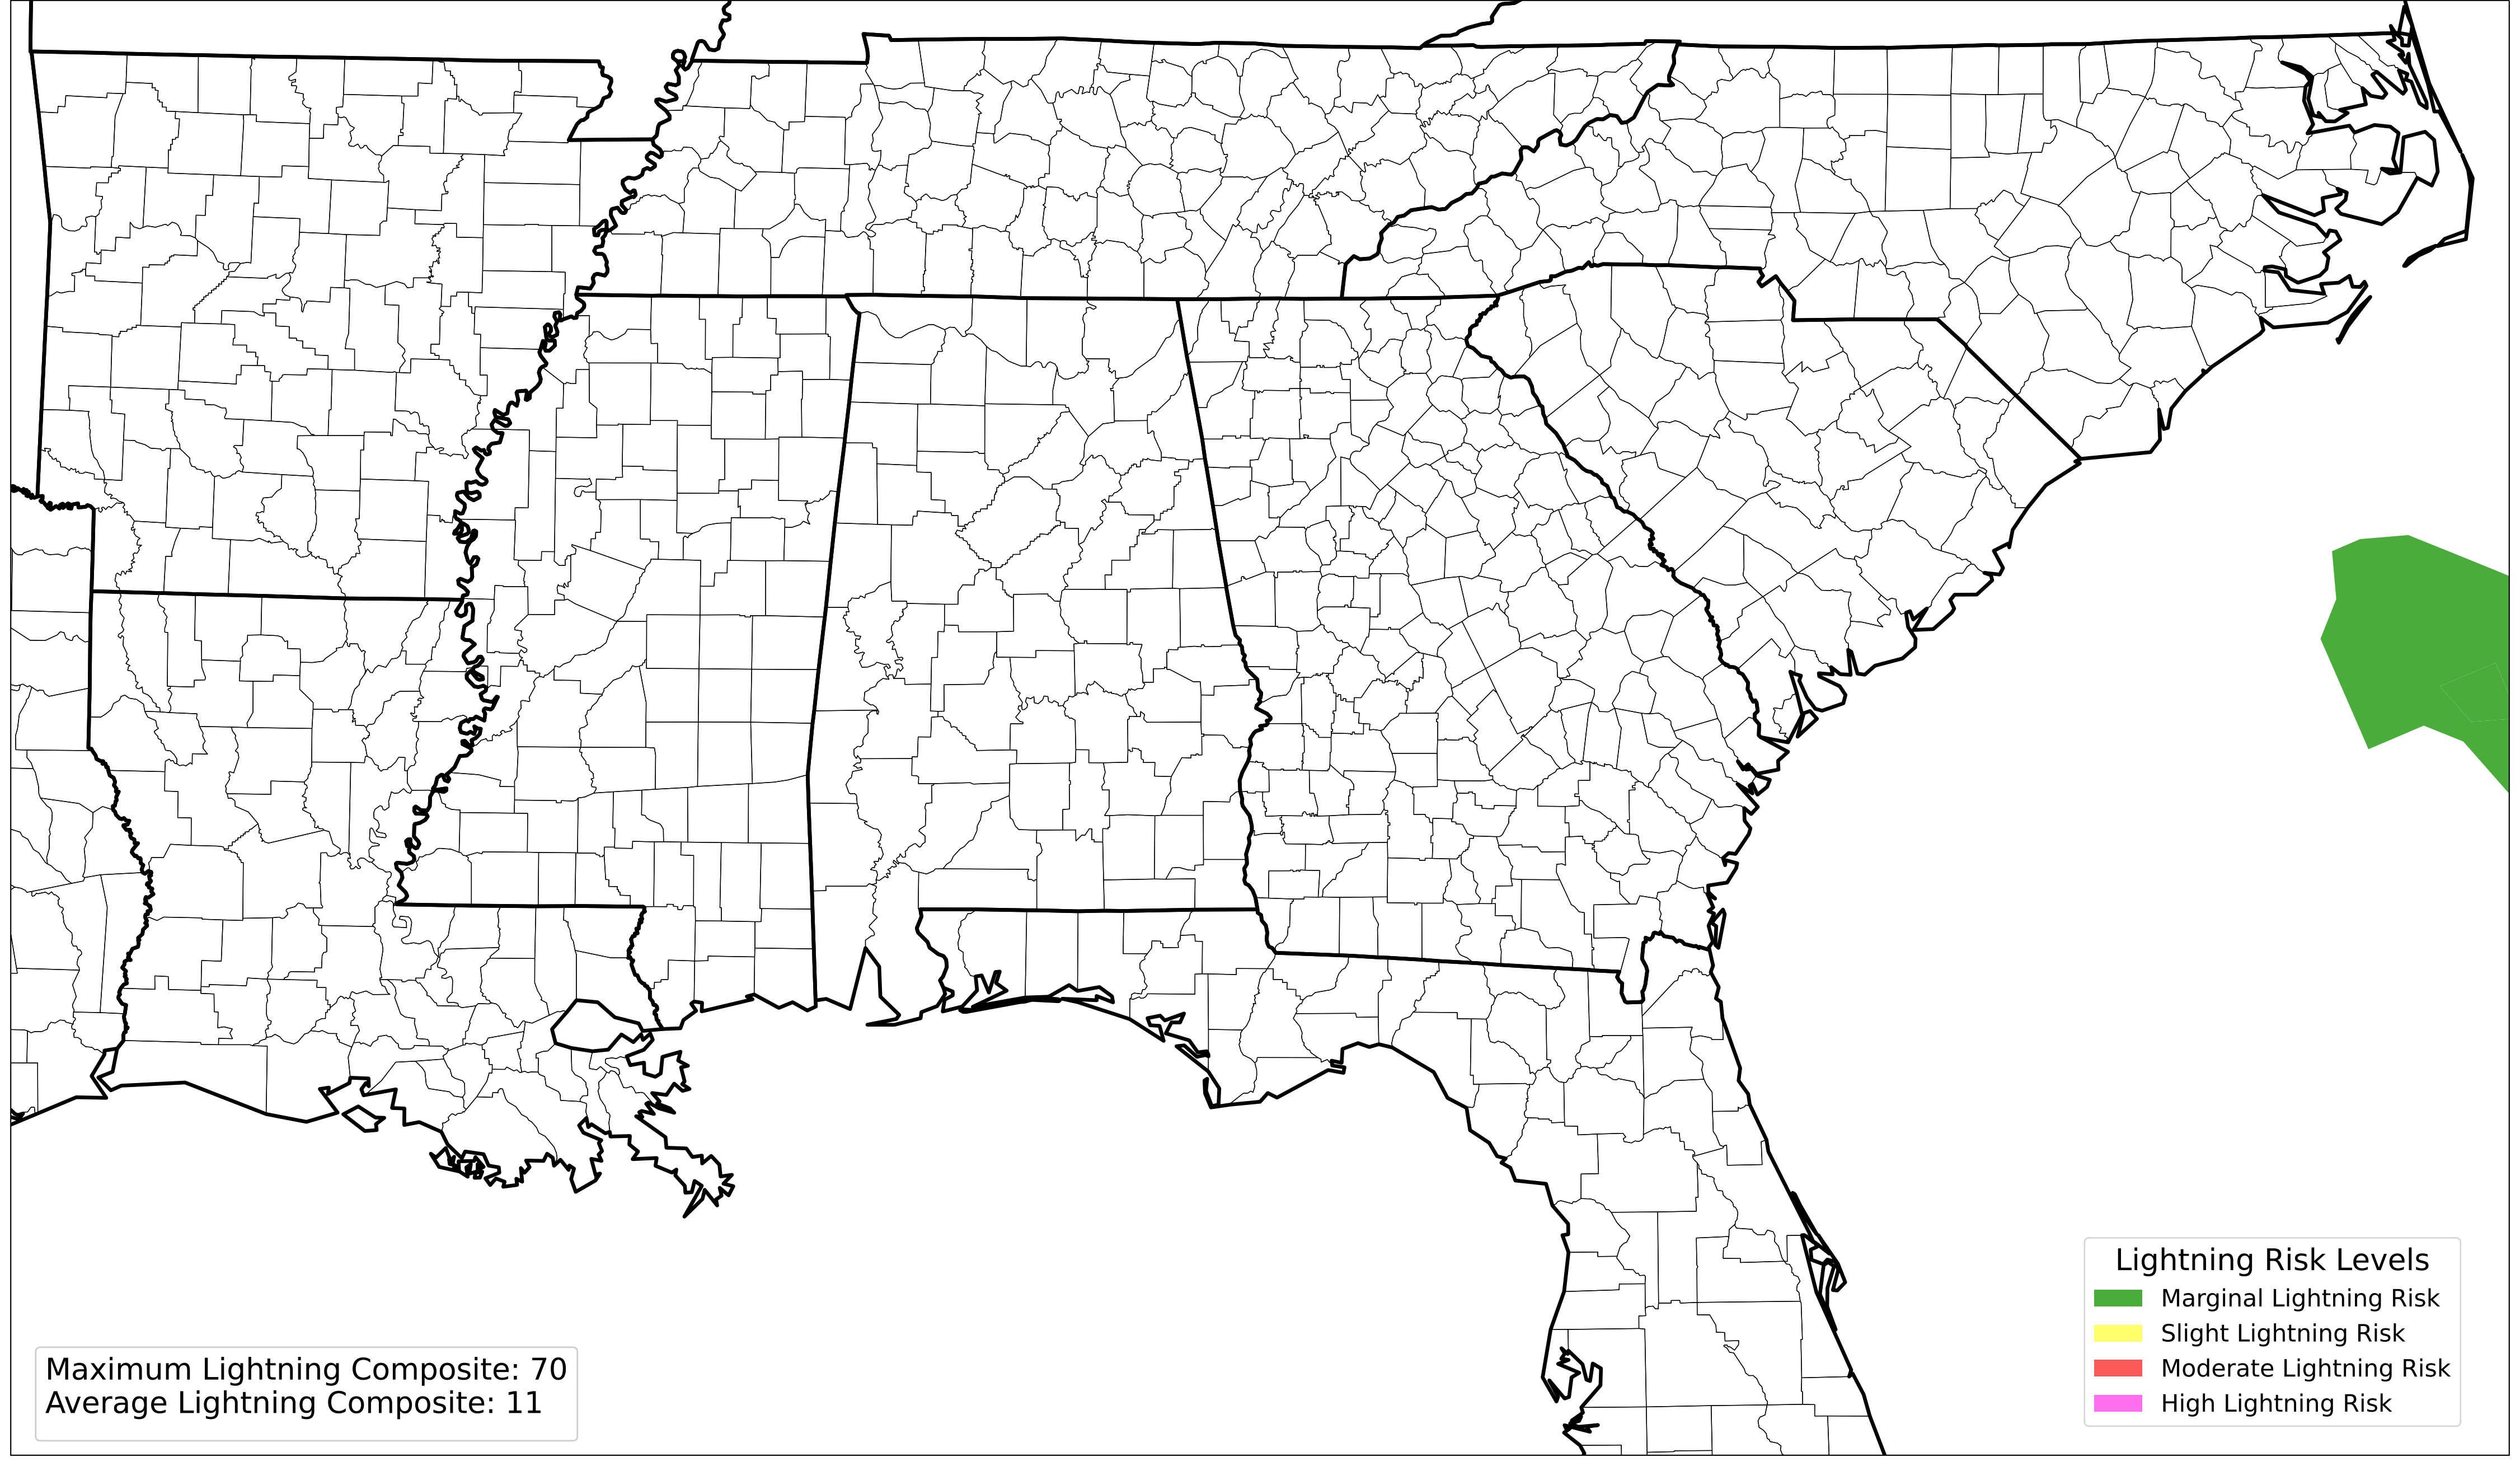 Maximum Lightning Composite: 70
Average Lightning Composite: 11
Lightning Risk Levels
Marginal Lightning Risk
Slight Lightning Risk
Moderate Lightning Risk
High Lightning Risk